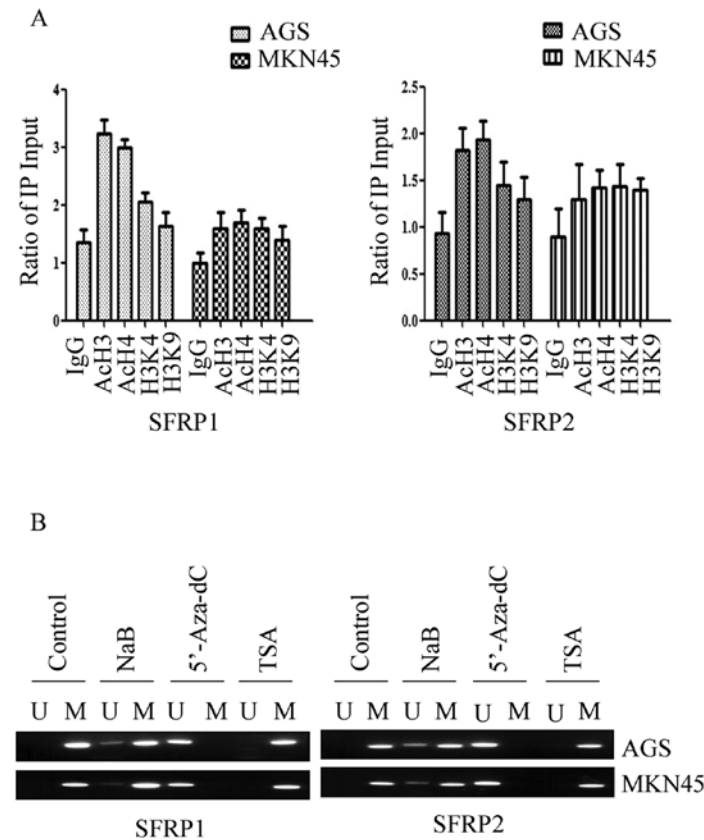 A
AGS
MKN45
AGS
MKN45
Ratio of IP Input
4
3
2
1
0
IgG
AcH3
AcH4
H3K4
H3K9
IgG
AcH3
AcH4
H3K4
H3K9
SFRP1
Ratio of IP Input
2.5
2.0
1.5
1.0
0.5
0.0
IgG
AcH3
AcH4
H3K4
H3K9
IgG
AcH3
AcH4
H3K4
H3K9
SFRP2
B
Control
NaB
5’-Aza-dC
TSA
Control
NaB
5’-Aza-dC
TSA
U M U M U M U M
U M U M U M U M
AGS
MKN45
SFRP1
SFRP2